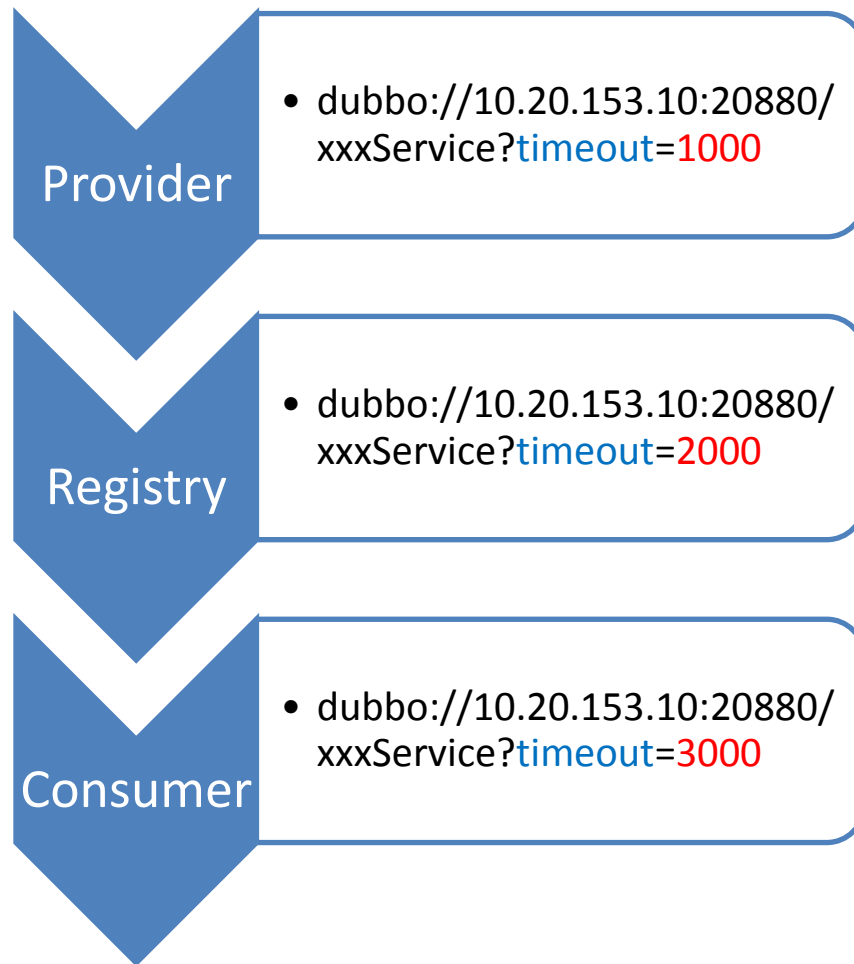 Provider
• dubbo://10.20.153.10:20880/
xxxService?timeout=1000
Registry
• dubbo://10.20.153.10:20880/
xxxService?timeout=2000
Consumer
• dubbo://10.20.153.10:20880/
xxxService?timeout=3000